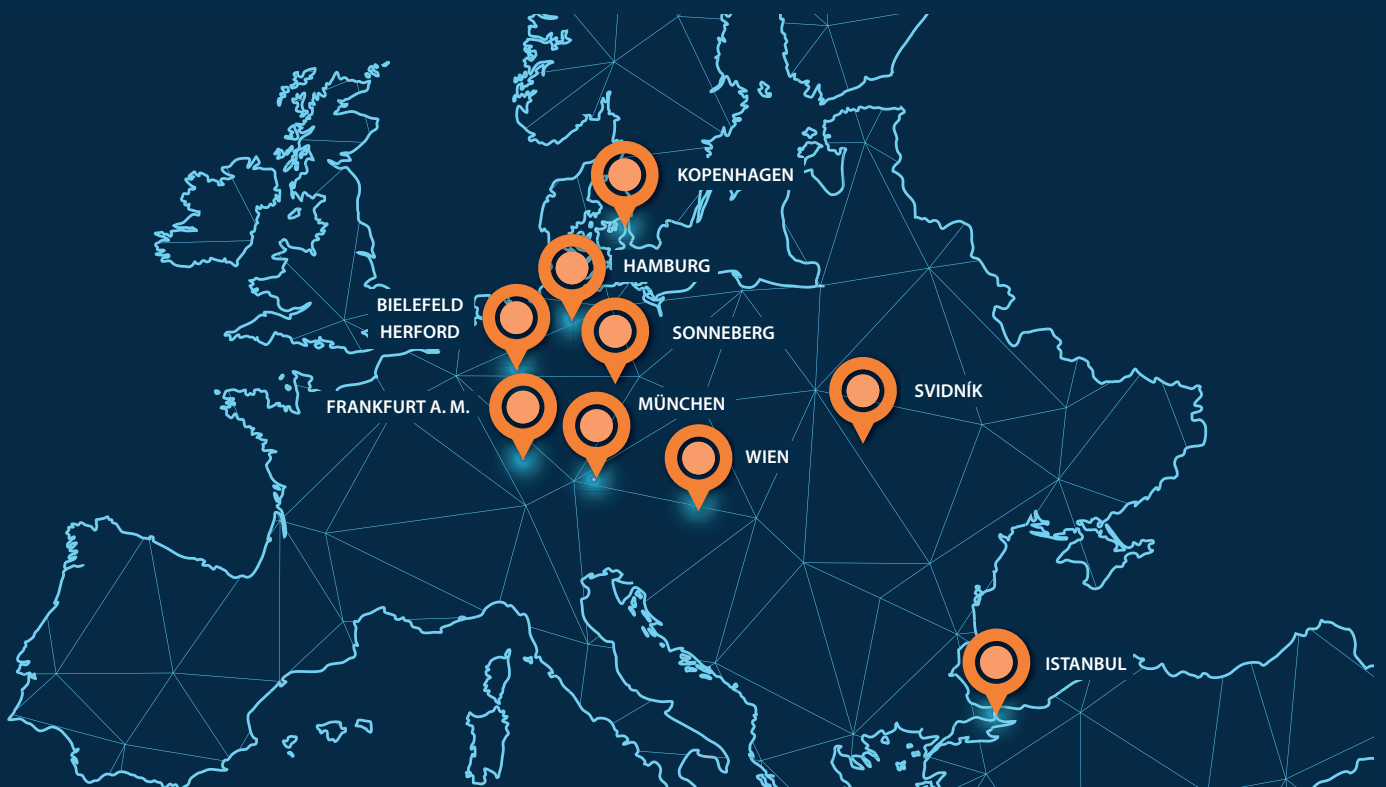 KOPENHAGEN
HAMBURG
BIELEFELD
HERFORD
SONNEBERG
SVIDNÍK
FRANKFURT A. M.
MÜNCHEN
WIEN
ISTANBUL